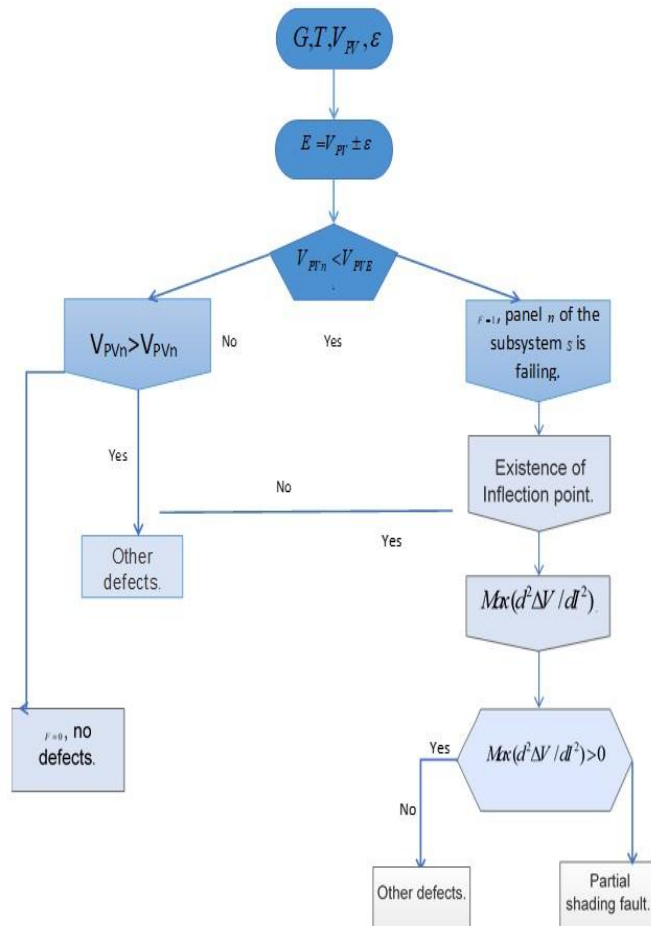 G,T,V_PV,ε
E=V_PV ± ε
V_PVn <V_PVE
.
V_PVn>V_PVn
No
Yes
F=1, panel n of the
subsystem s is
failing.
Yes
Existence of
Inflection point.
No
Yes
Other
defects.
Max(d²ΔV/dI²).
F=0, no
defects.
Yes
Max(d²ΔV/dI²)>0
No
Other defects.
Partial
shading fault.